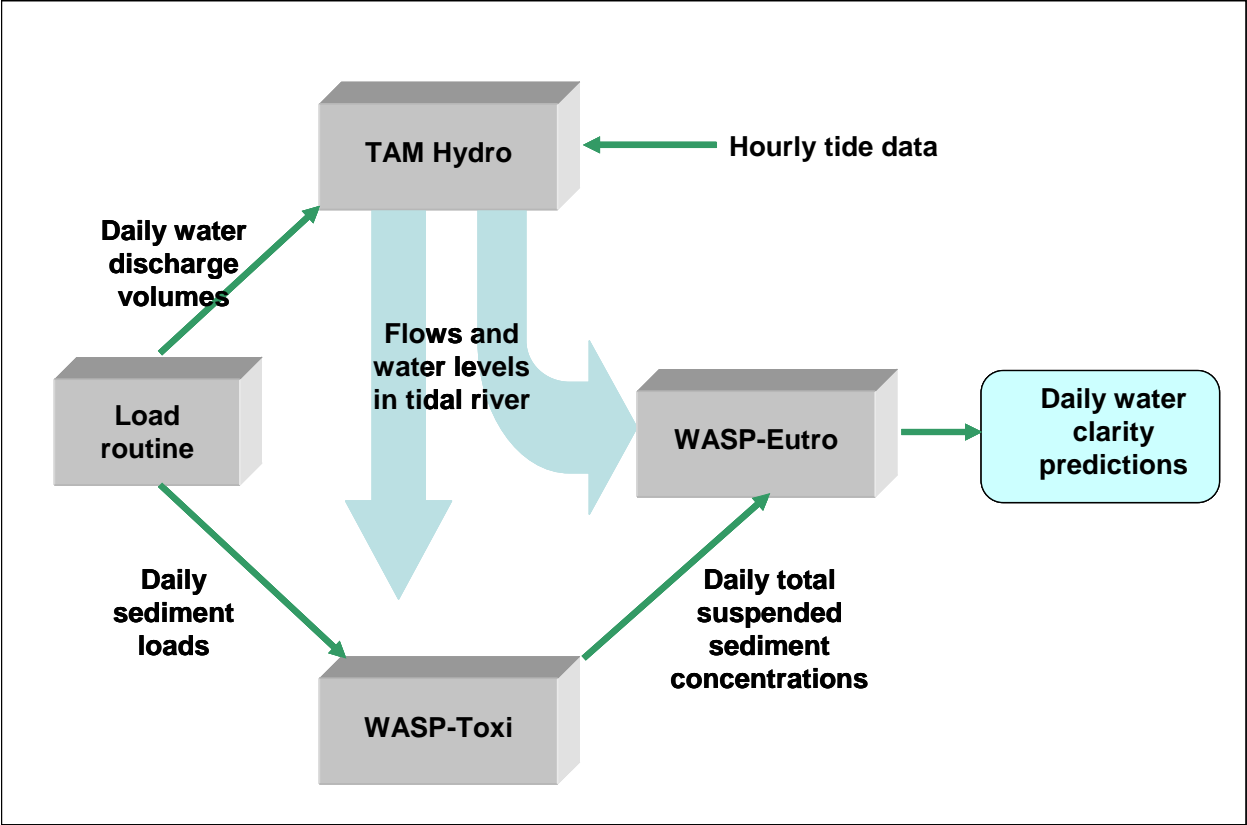 TAM Hydro
Hourly tide data
Daily water
discharge
volumes
Flows and
water levels
in tidal river
Load
routine
WASP-Eutro
Daily water
clarity
predictions
Daily
sediment
loads
Daily total
suspended
sediment
concentrations
WASP-Toxi